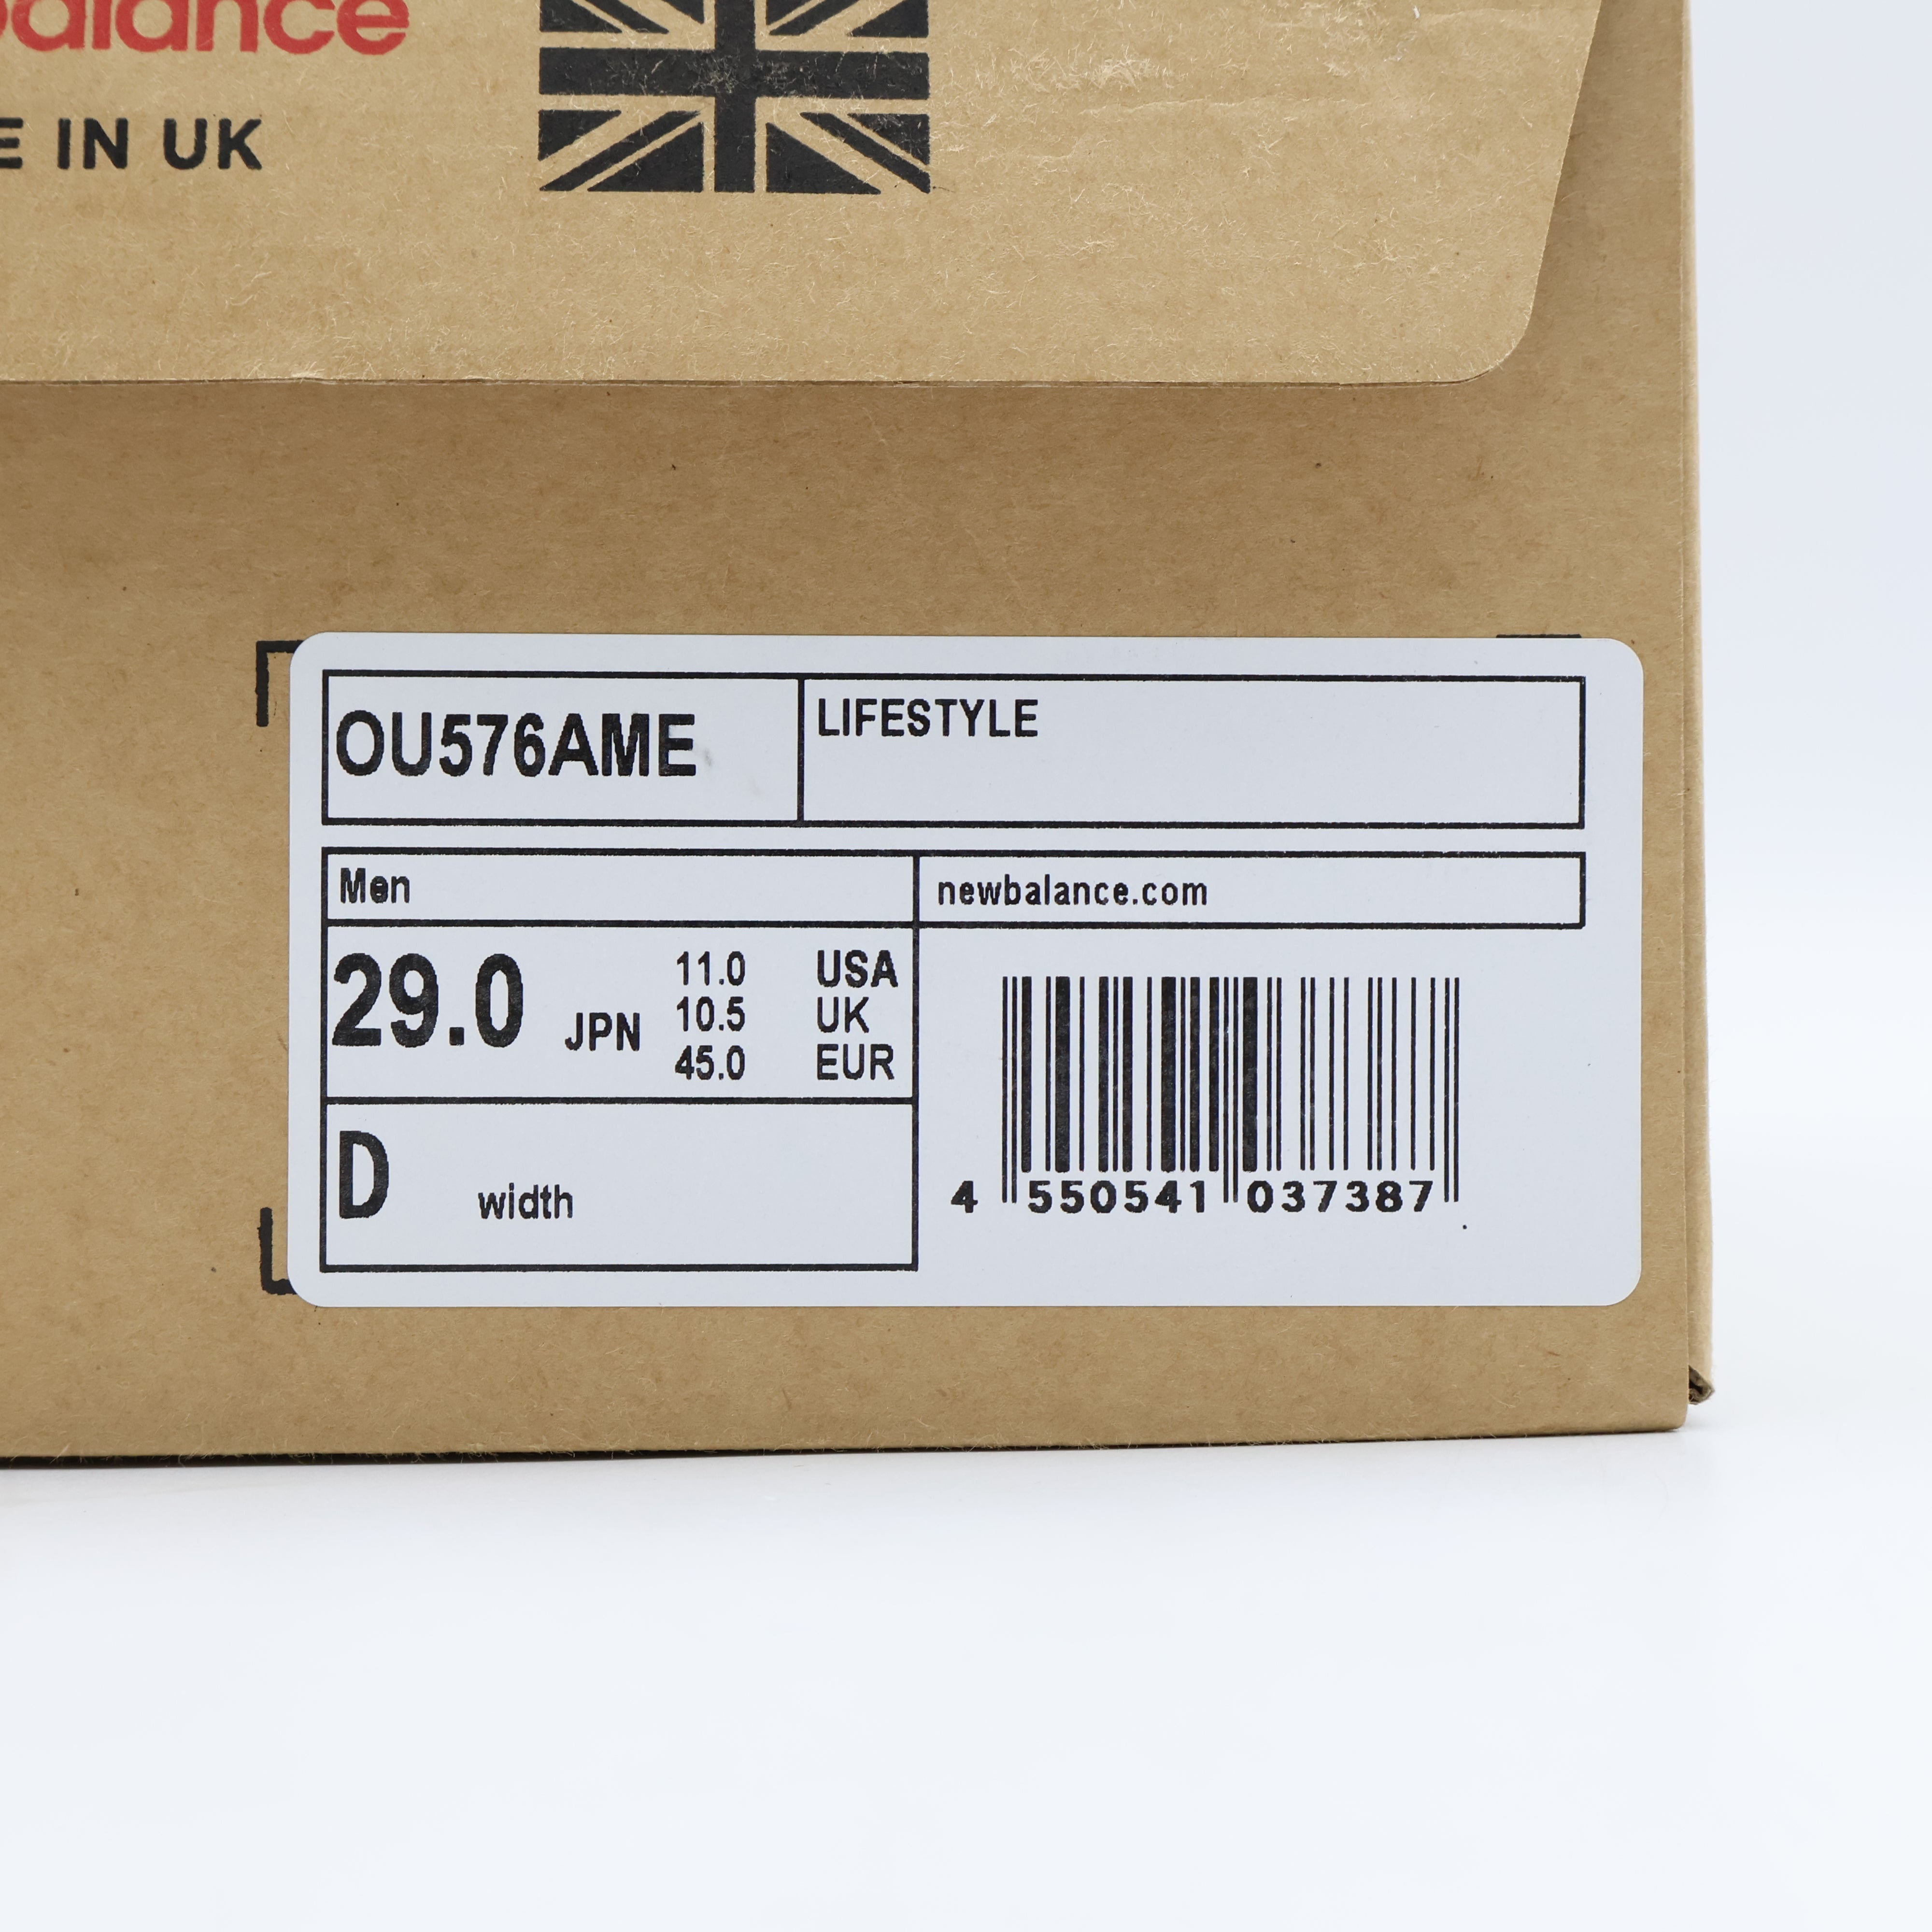 balance
E IN UK
OU576AME
LIFESTYLE
Men
newbalance.com
29.0 JPN
11.0 USA
10.5 UK
45.0 EUR
D width
4 550541 037387